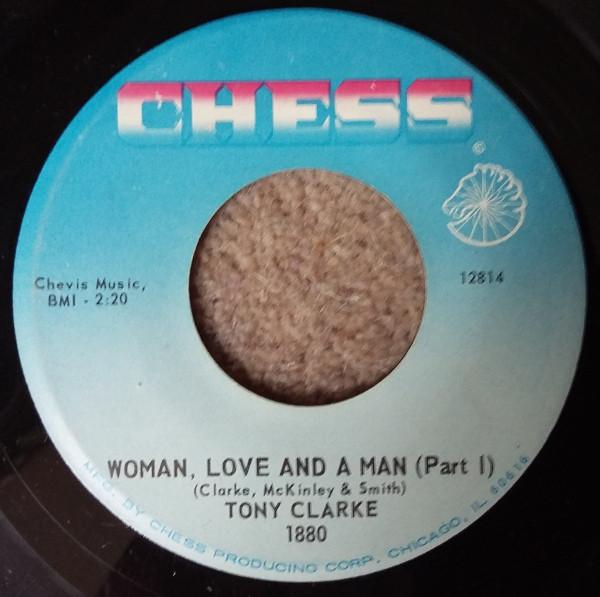 CHESS
©
Chevis Music,
BMI - 2:20
12814
WOMAN, LOVE AND A MAN (Part I)
(Clarke, McKinley & Smith)
TONY CLARKE
1880
MFG. BY CHESS PRODUCING CORP. CHICAGO, IL 60616